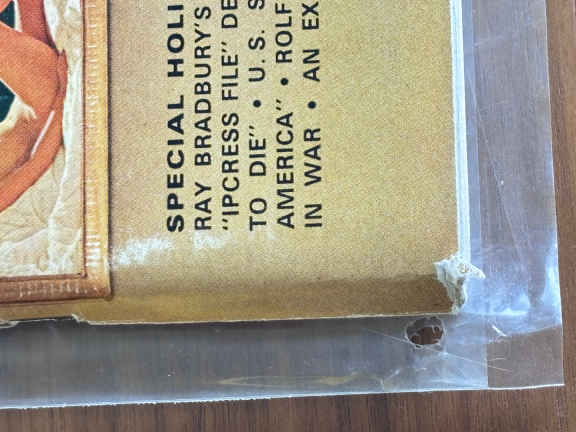 SPECIAL HOLI
RAY BRADBURY'S
"IPCRESS FILE" DE
TO DIE" • U. S. S
AMERICA" • ROLF
IN WAR • AN EX